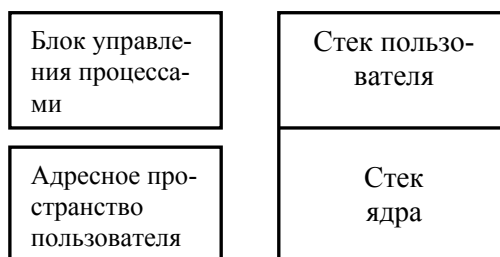 Блок управле-
ния процесса-
ми
Адресное про-
странство
пользователя
Стек пользо-
вателя
Стек
ядра